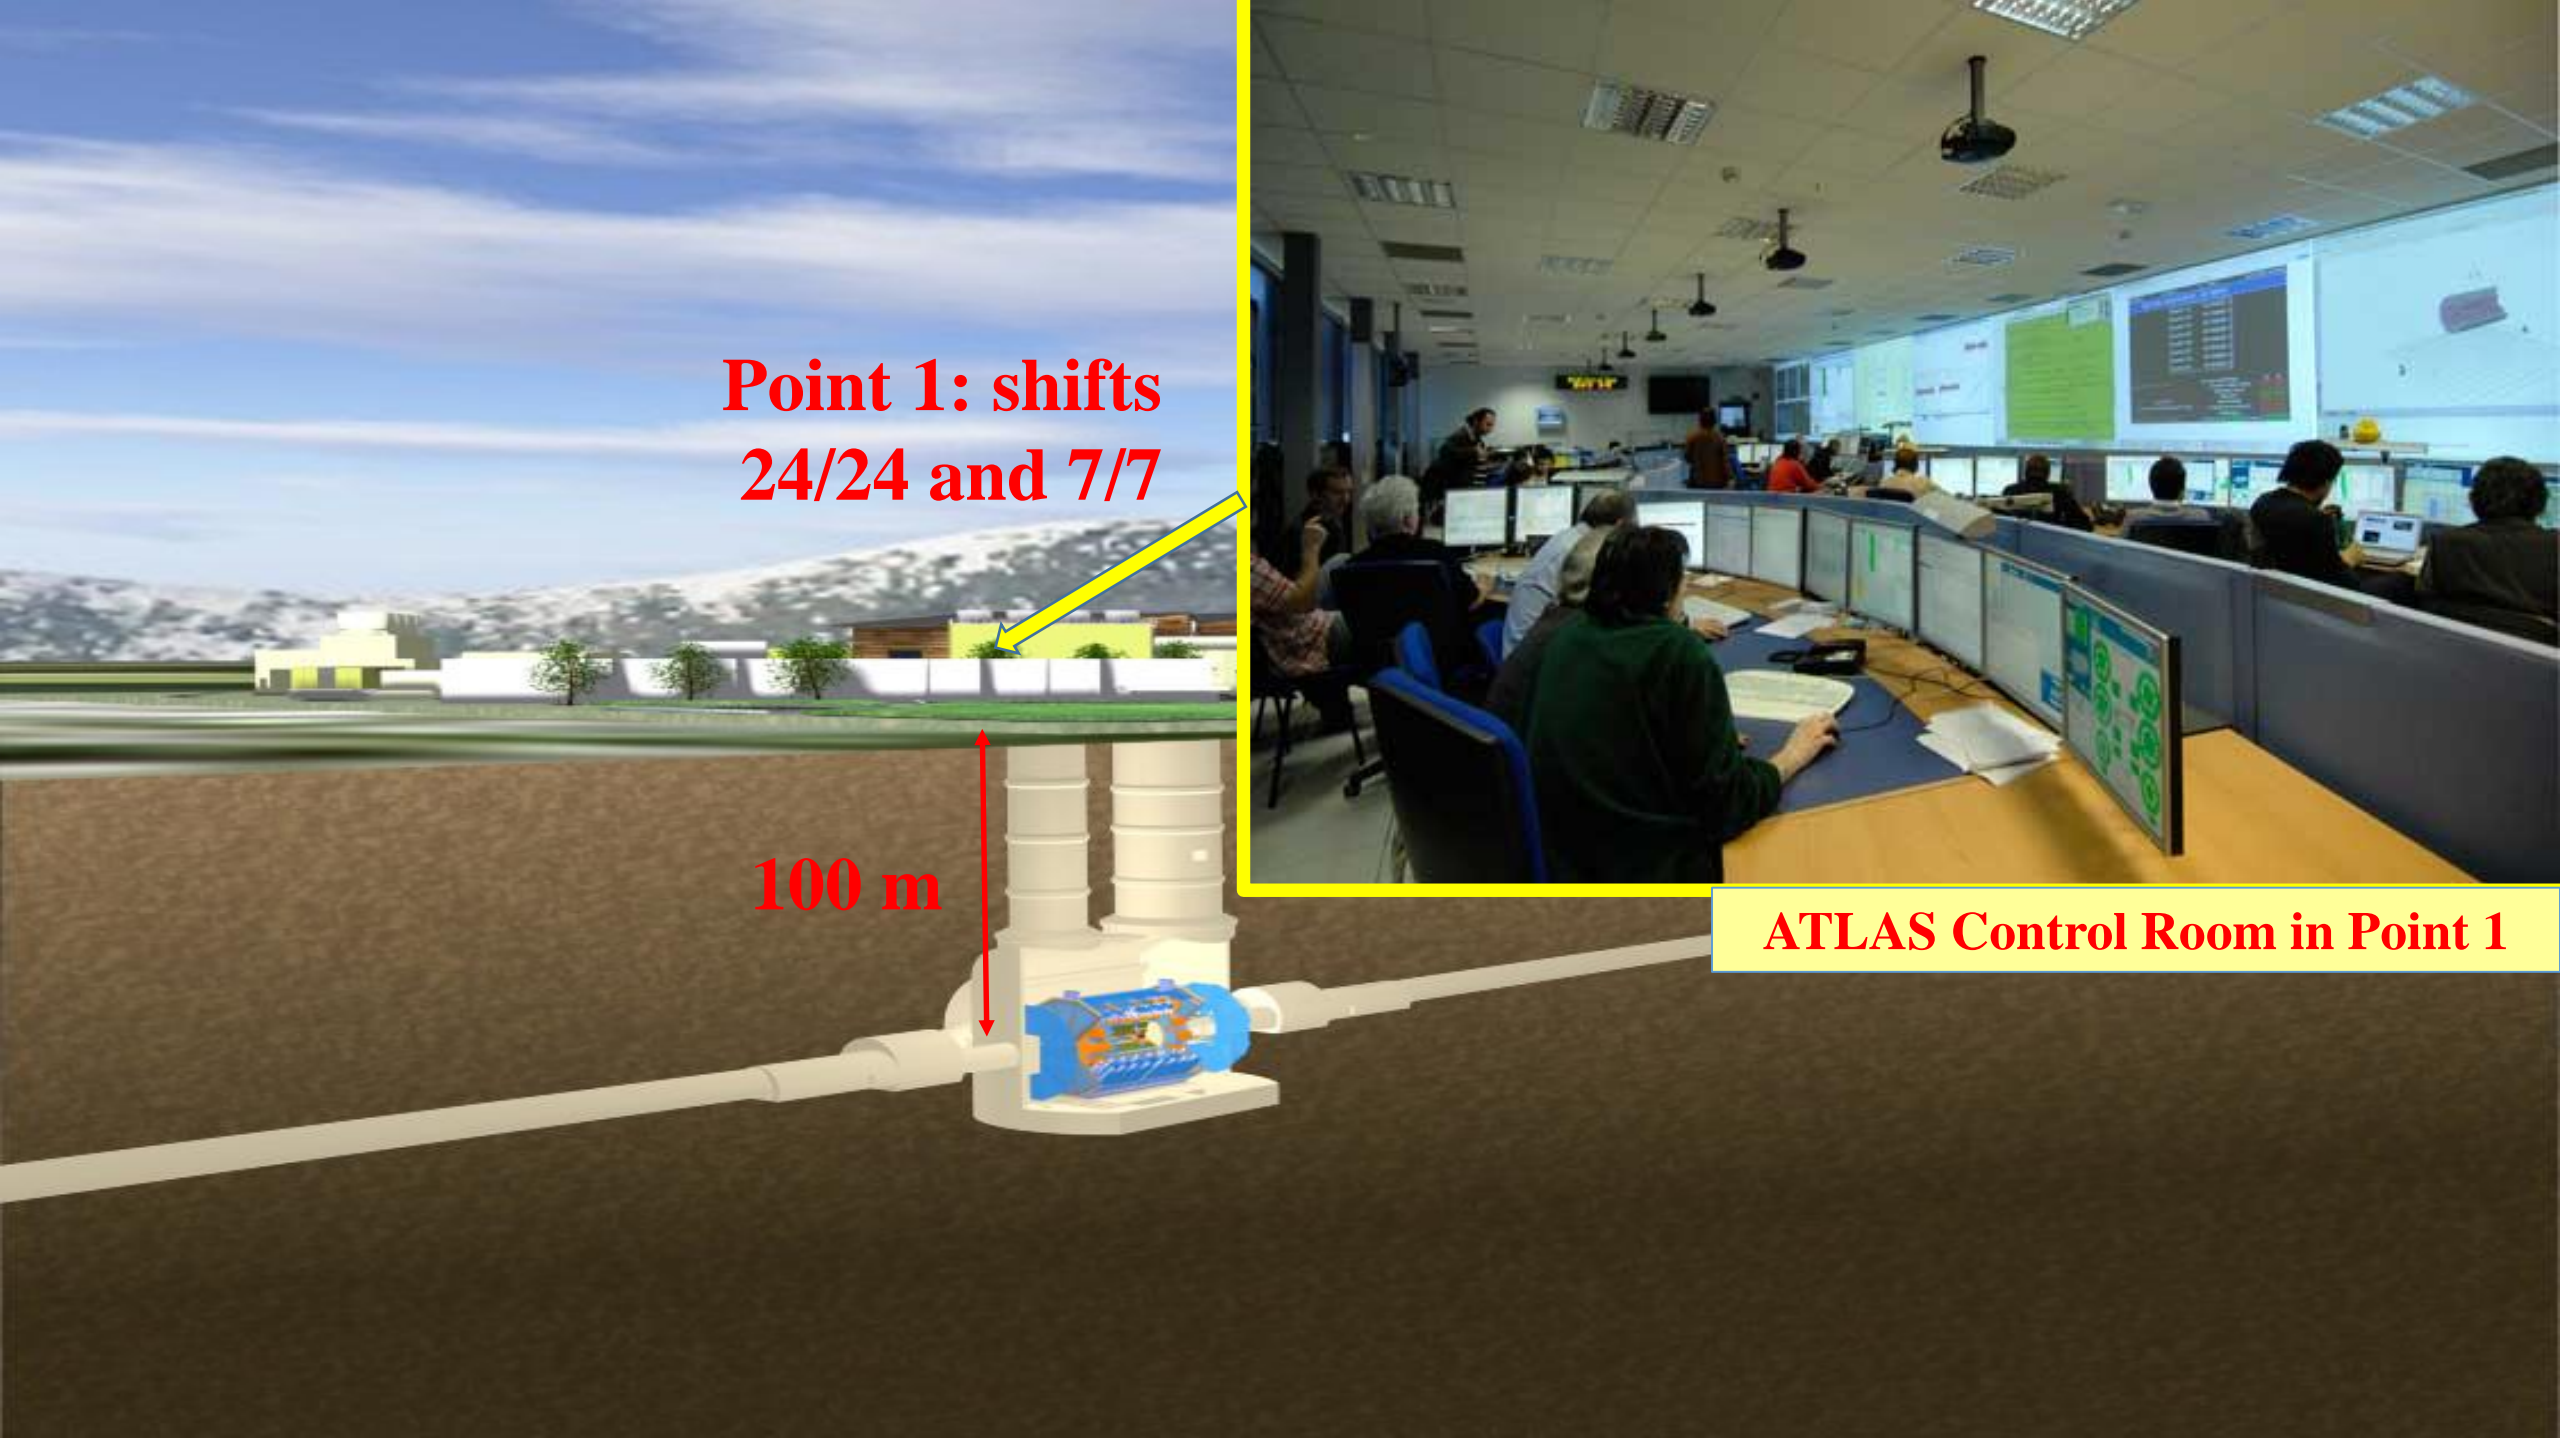 Point 1: shifts
24/24 and 7/7
100 m
ATLAS Control Room in Point 1